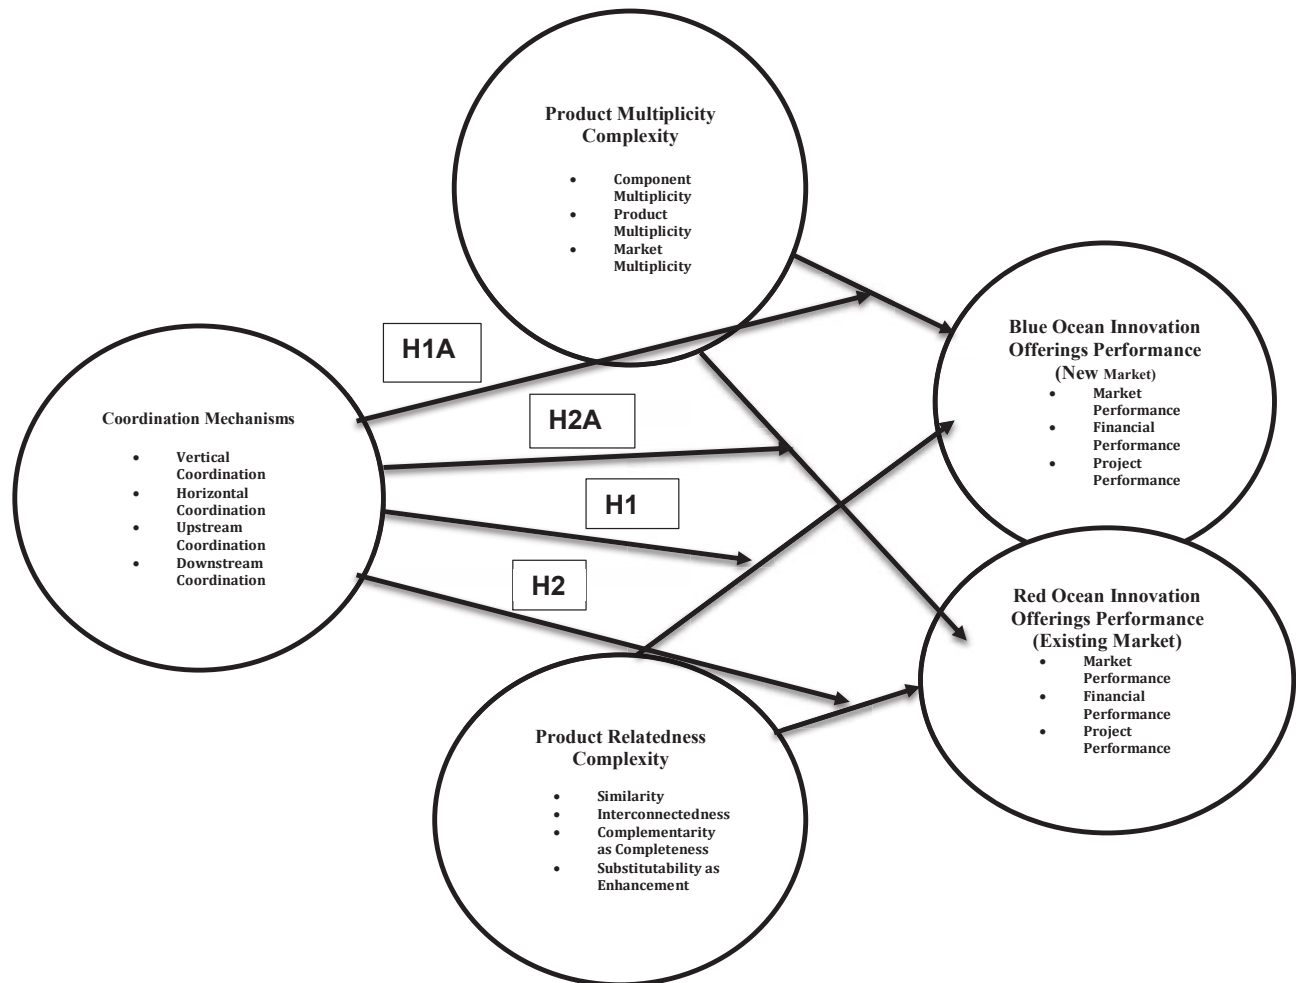 Product Multiplicity
Complexity
• Component
Multiplicity
• Product
Multiplicity
• Market
Multiplicity
H1A
H2A
H1
H2
Coordination Mechanisms
• Vertical
Coordination
• Horizontal
Coordination
• Upstream
Coordination
• Downstream
Coordination
Blue Ocean Innovation
Offerings Performance
(New Market)
• Market
Performance
• Financial
Performance
• Project
Performance
Red Ocean Innovation
Offerings Performance
(Existing Market)
• Market
Performance
• Financial
Performance
• Project
Performance
Product Relatedness
Complexity
• Similarity
• Interconnectedness
• Complementarity
as Completeness
• Substitutability as
Enhancement